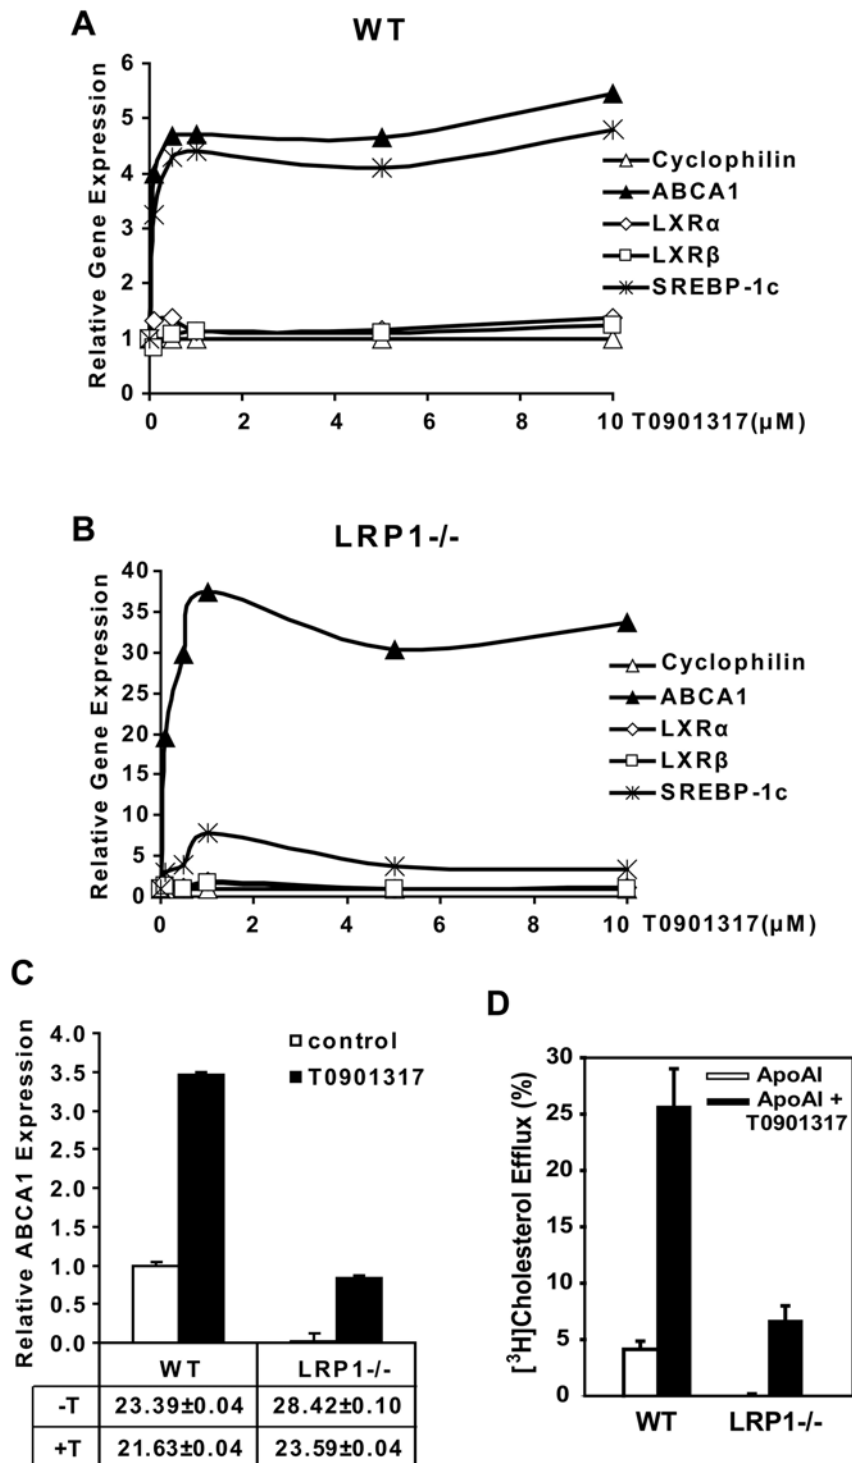 A
WT
Relative Gene Expression
6
5
4
3
2
1
0
0 2 4 6 8 10 T0901317(µM)
Cyclophilin
ABCA1
LXRα
LXRβ
SREBP-1c
B
LRP1-/-
Relative Gene Expression
40
35
30
25
20
15
10
5
0
0 2 4 6 8 10 T0901317(µM)
Cyclophilin
ABCA1
LXRα
LXRβ
SREBP-1c
C
Relative ABCA1 Expression
4.0
3.5
3.0
2.5
2.0
1.5
1.0
0.5
0.0
control
T0901317
WT LRP1-/-
-T 23.39±0.04 28.42±0.10
+T 21.63±0.04 23.59±0.04
D
[³H]Cholesterol Efflux (%)
30
25
20
15
10
5
0
ApoAI
ApoAI +
T0901317
WT LRP1-/-